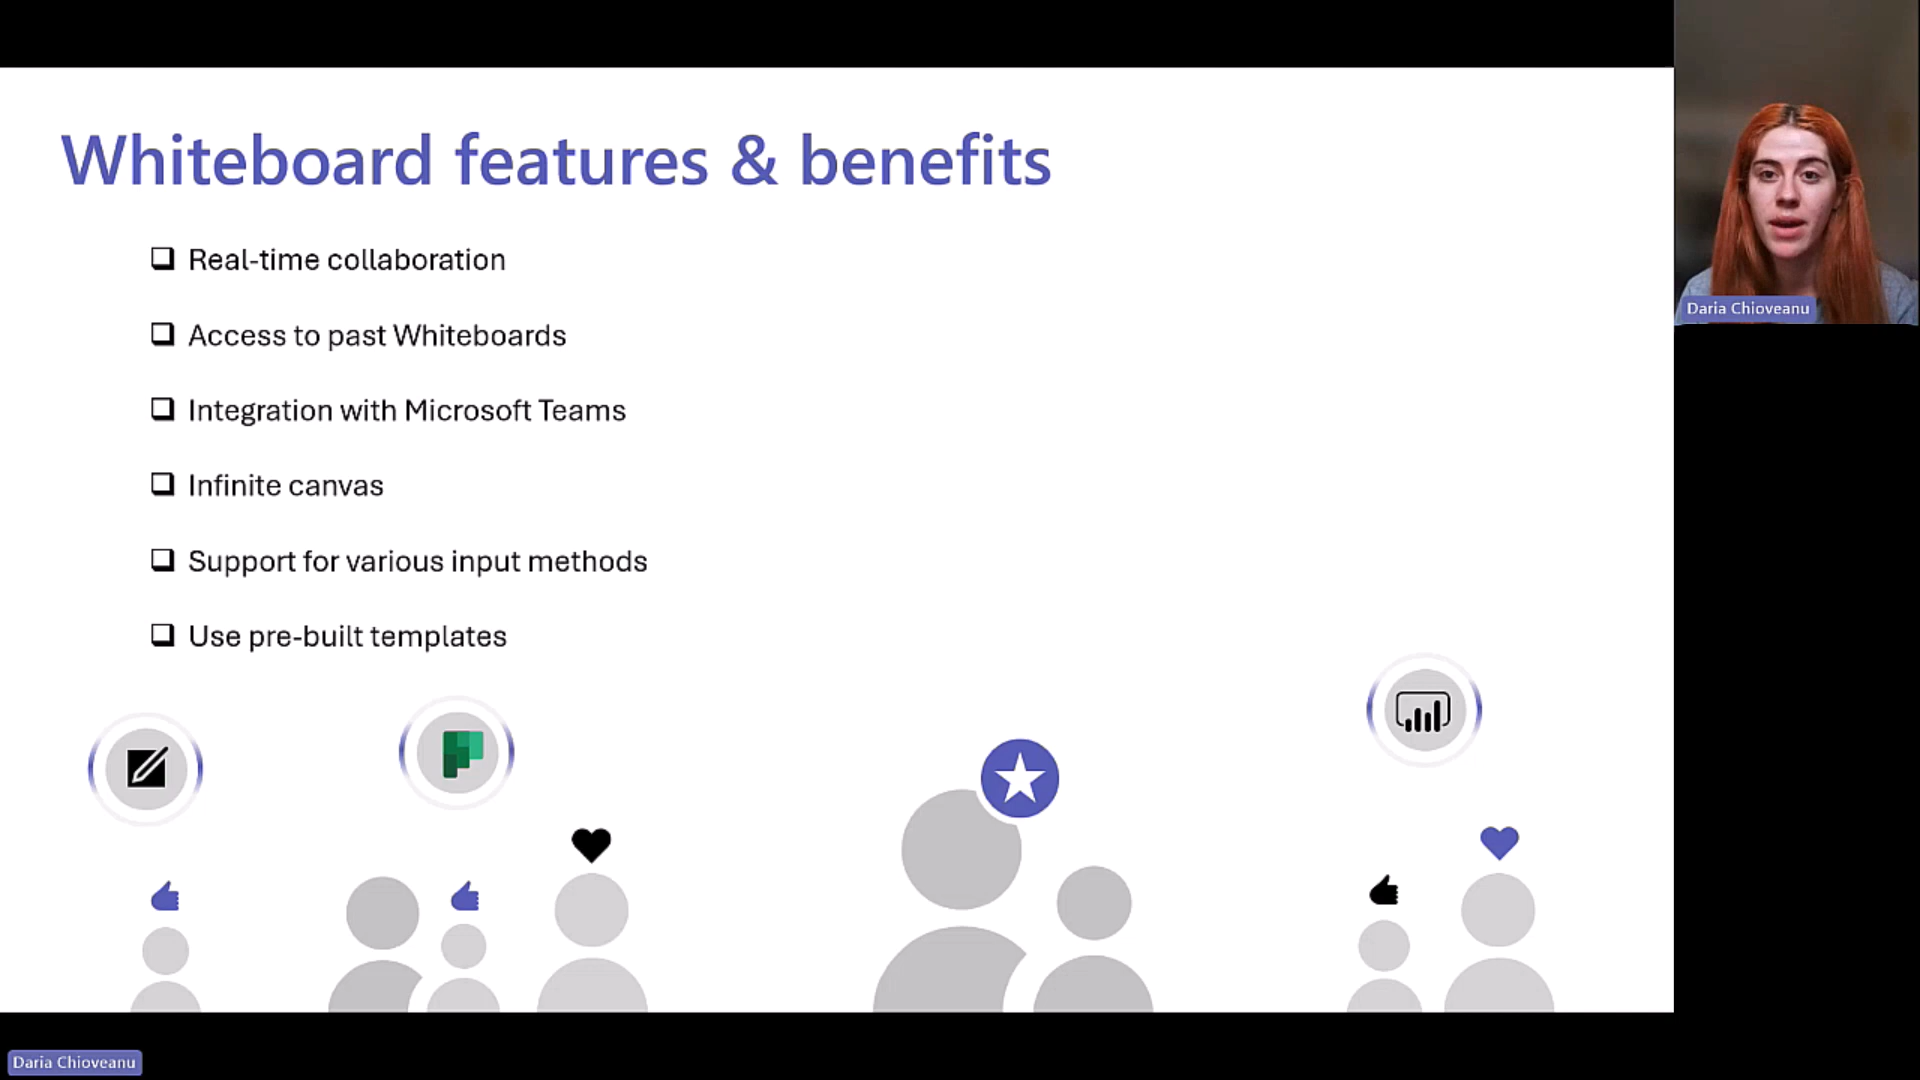 Whiteboard features & benefits
Real-time collaboration
Access to past Whiteboards
Integration with Microsoft Teams
Infinite canvas
Support for various input methods
Use pre-built templates
Daria Chioveanu
Daria Chioveanu